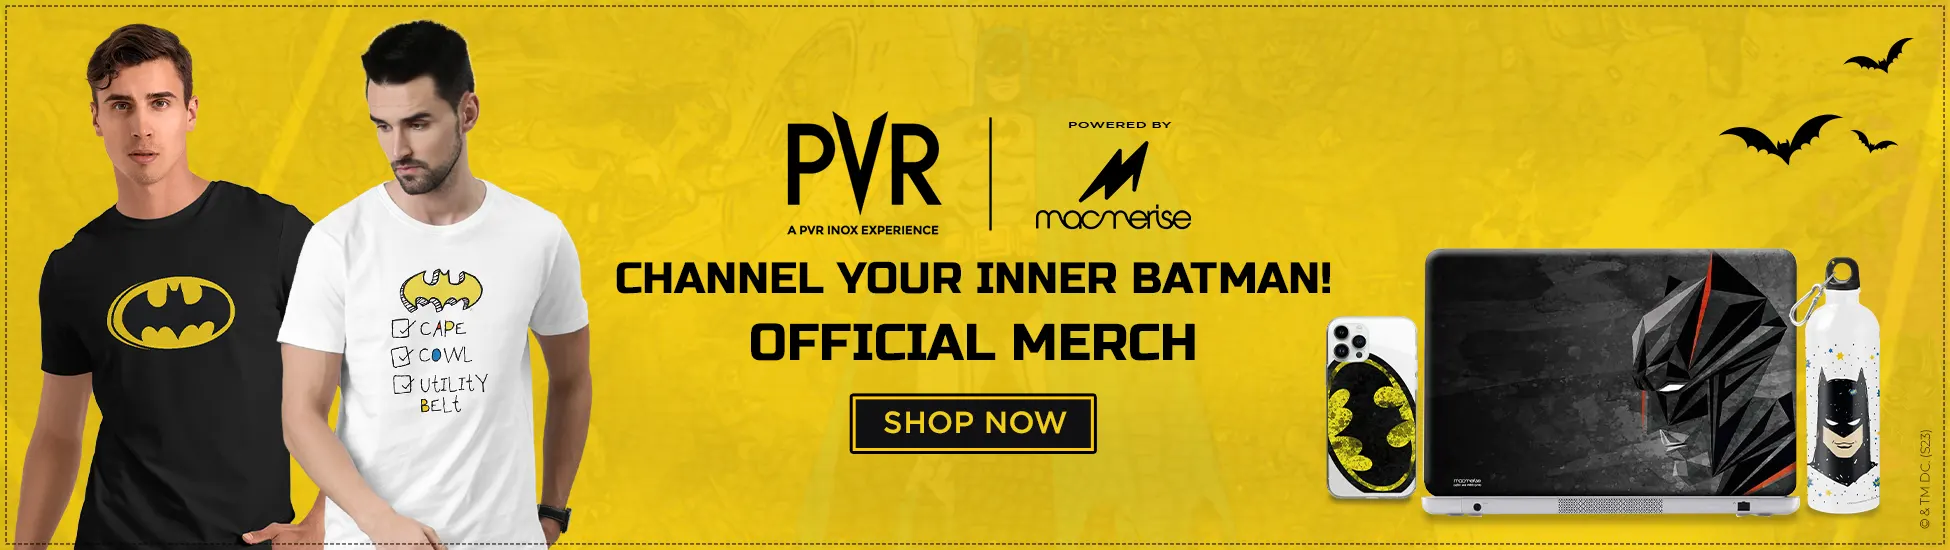 CAPE
COWL
UtILItY
BELt
PVR
A PVR INOX EXPERIENCE
POWERED BY
macmerise
CHANNEL YOUR INNER BATMAN!
OFFICIAL MERCH
SHOP NOW
macmerise
© & TM DC. (S23)